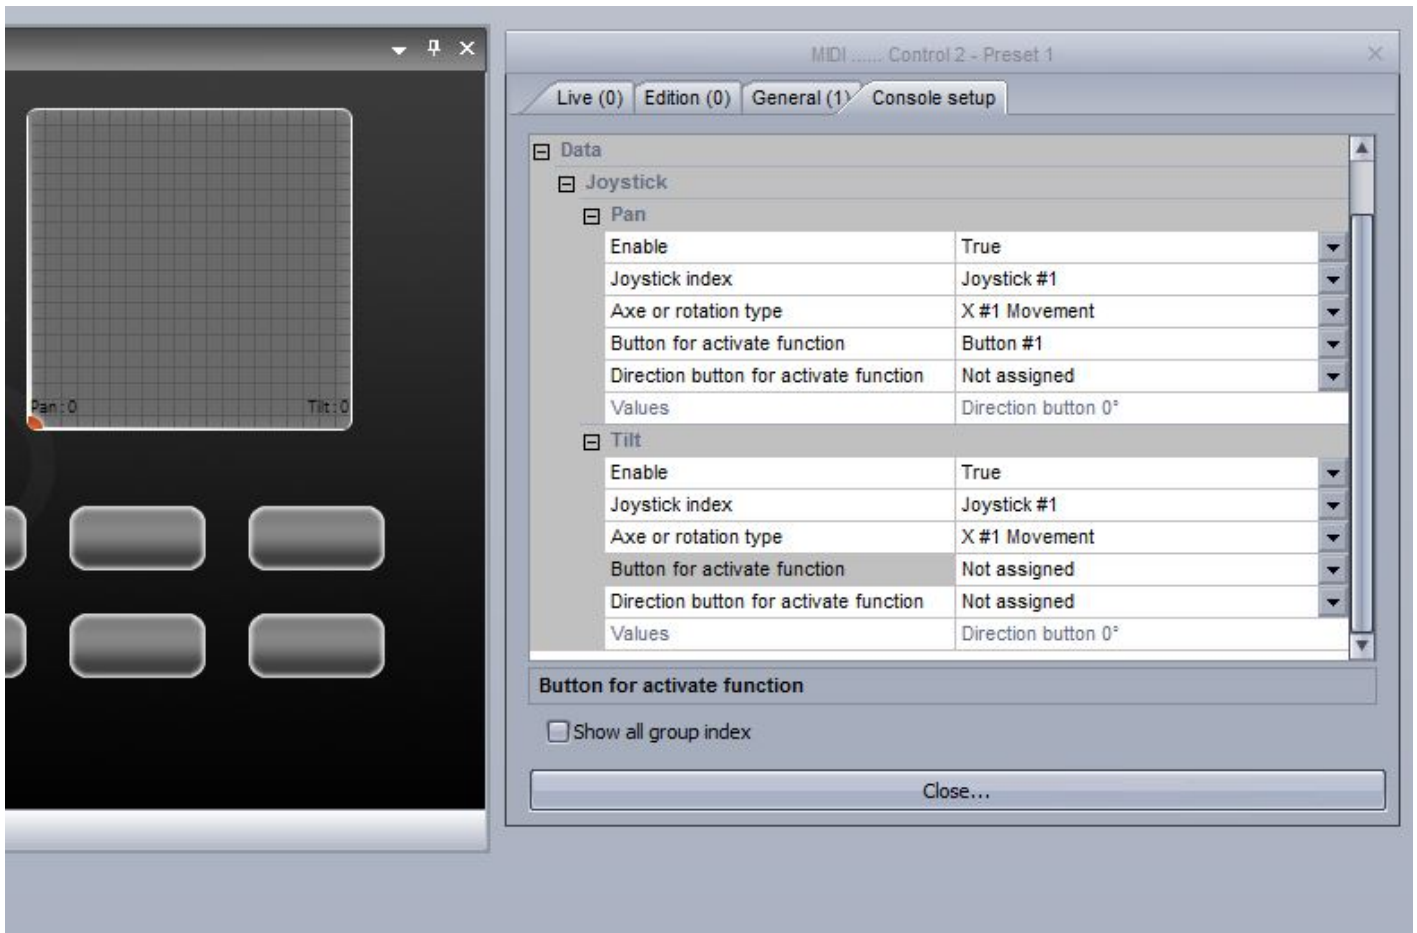 MIDI ...... Control 2 - Preset 1
Live (0) Edition (0) General (1) Console setup
Data
Joystick
Pan
Enable True
Joystick index Joystick #1
Axe or rotation type X #1 Movement
Button for activate function Button #1
Direction button for activate function Not assigned
Values Direction button 0°
Tilt
Enable True
Joystick index Joystick #1
Axe or rotation type X #1 Movement
Button for activate function Not assigned
Direction button for activate function Not assigned
Values Direction button 0°
Button for activate function
Show all group index
Close...
Pan : 0 Tilt : 0